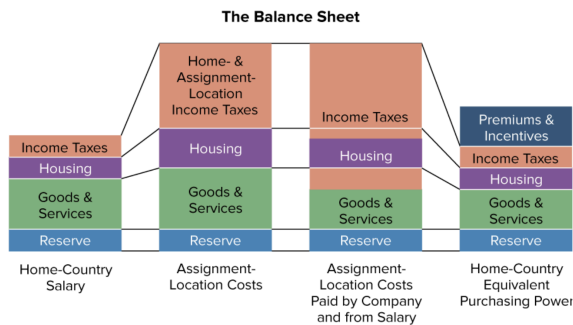 The Balance Sheet
Income Taxes
Housing
Goods &
Services
Reserve
Home-Country
Salary
Home- &
Assignment-
Location
Income Taxes
Housing
Goods &
Services
Reserve
Assignment-
Location Costs
Income Taxes
Housing
Goods &
Services
Reserve
Assignment-
Location Costs
Paid by Company
and from Salary
Premiums &
Incentives
Income Taxes
Housing
Goods &
Services
Reserve
Home-Country
Equivalent
Purchasing Power